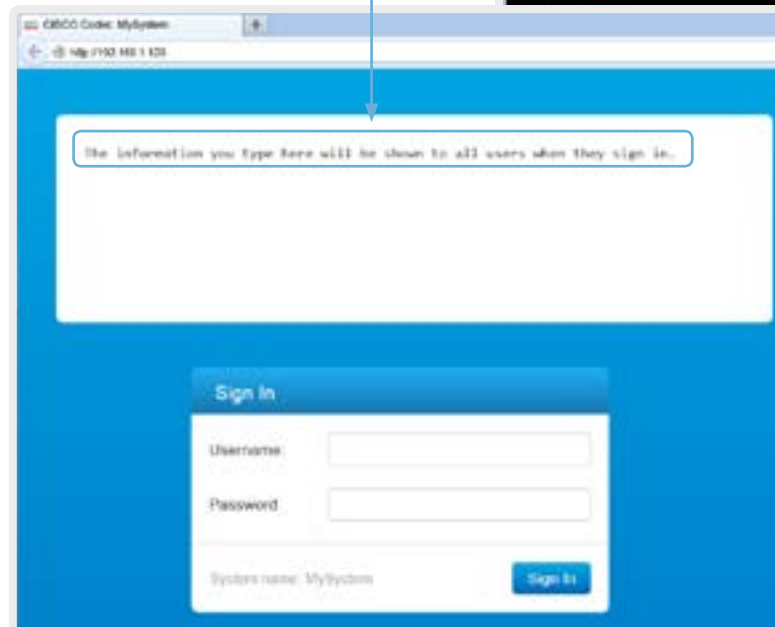 CISCO Codec: MySystem
The information you type here will be shown to all users when they sign in.
Sign In
Username:
Password
System name: MySystem
Sign In